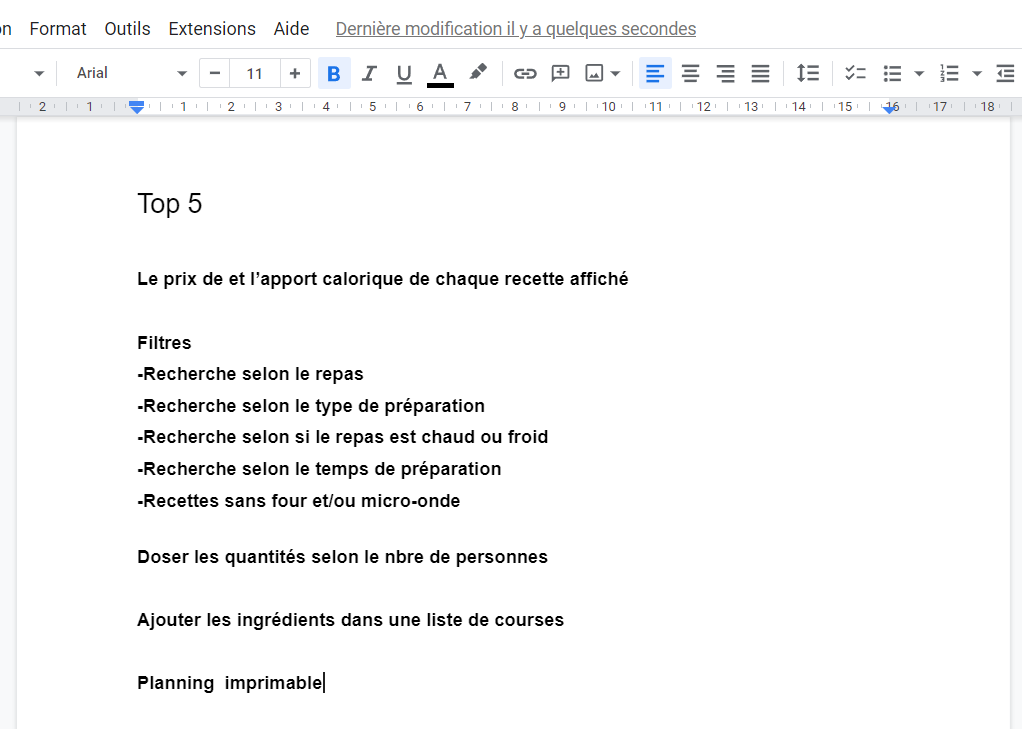 Format Outils Extensions Aide Dernière modification il y a quelques secondes
Arial 11 B I U A
2 1 1 2 3 4 5 6 7 8 9 10 11 12 13 14 15 16 17 18
Top 5
Le prix de et l’apport calorique de chaque recette affiché
Filtres
-Recherche selon le repas
-Recherche selon le type de préparation
-Recherche selon si le repas est chaud ou froid
-Recherche selon le temps de préparation
-Recettes sans four et/ou micro-onde
Doser les quantités selon le nbre de personnes
Ajouter les ingrédients dans une liste de courses
Planning  imprimable